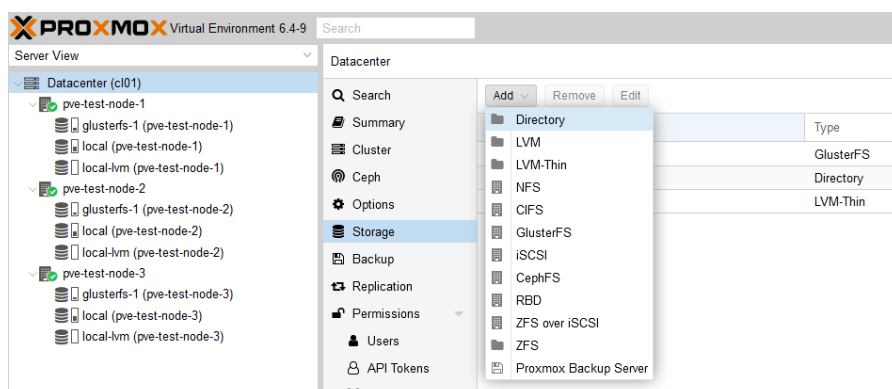 PROXMOX Virtual Environment 6.4-9 Search
Server View
Datacenter (cl01)
pve-test-node-1
glusterfs-1 (pve-test-node-1)
local (pve-test-node-1)
local-lvm (pve-test-node-1)
pve-test-node-2
glusterfs-1 (pve-test-node-2)
local (pve-test-node-2)
local-lvm (pve-test-node-2)
pve-test-node-3
glusterfs-1 (pve-test-node-3)
local (pve-test-node-3)
local-lvm (pve-test-node-3)
Datacenter
Search
Summary
Cluster
Ceph
Options
Storage
Backup
Replication
Permissions
Users
API Tokens
Add Remove Edit
Directory
LVM
LVM-Thin
NFS
CIFS
GlusterFS
iSCSI
CephFS
RBD
ZFS over iSCSI
ZFS
Proxmox Backup Server
Type
GlusterFS
Directory
LVM-Thin